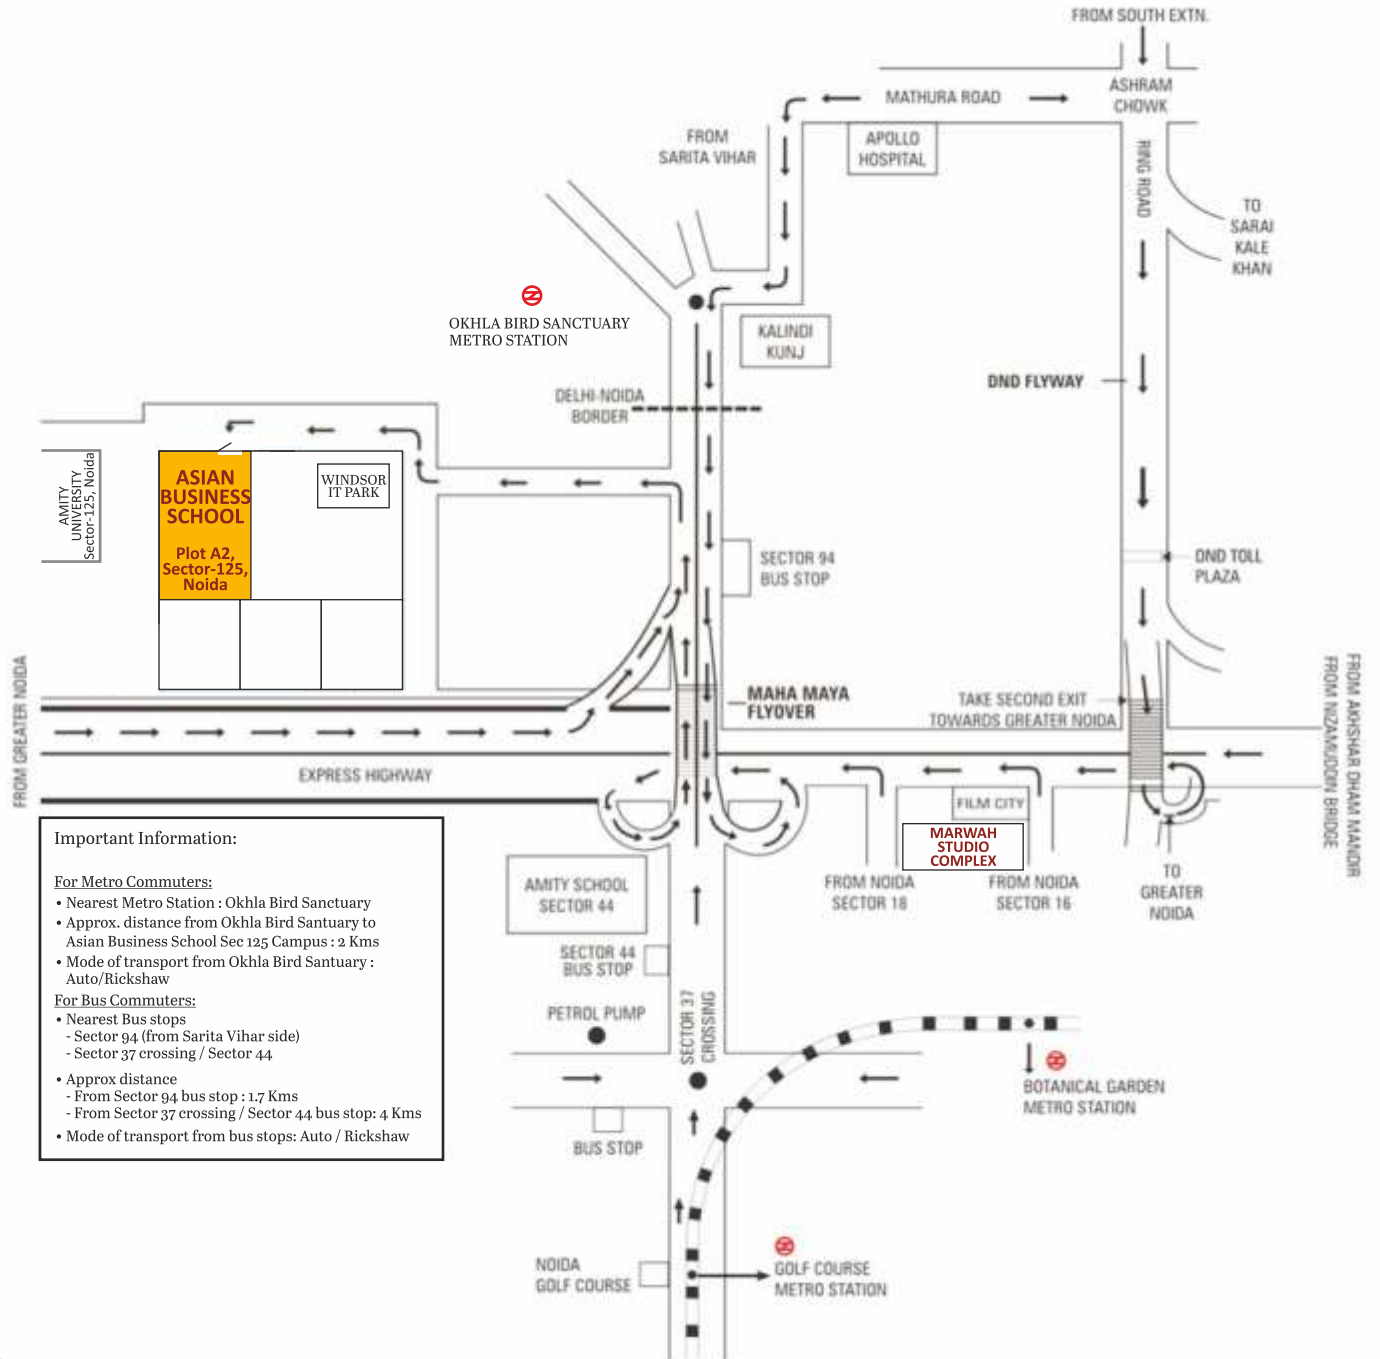 FROM SOUTH EXTN.
MATHURA ROAD
ASHRAM
CHOWK
FROM
SARITA VIHAR
APOLLO
HOSPITAL
RING ROAD
TO
SARAI
KALE
KHAN
OKHLA BIRD SANCTUARY
METRO STATION
KALINDI
KUNJ
DELHI-NOIDA
BORDER
DND FLYWAY
AMITY
UNIVERSITY
Sector-125, Noida
ASIAN
BUSINESS
SCHOOL
Plot A2,
Sector-125,
Noida
WINDSOR
IT PARK
SECTOR 94
BUS STOP
DND TOLL
PLAZA
FROM GREATER NOIDA
MAHA MAYA
FLYOVER
TAKE SECOND EXIT
TOWARDS GREATER NOIDA
FROM AKHSHAR DHAM MANDIR
FROM NIZAMUDDIN BRIDGE
EXPRESS HIGHWAY
FILM CITY
MARWAH
STUDIO
COMPLEX
FROM NOIDA
SECTOR 18
FROM NOIDA
SECTOR 16
TO
GREATER
NOIDA
AMITY SCHOOL
SECTOR 44
SECTOR 44
BUS STOP
PETROL PUMP
SECTOR 37
CROSSING
BUS STOP
BOTANICAL GARDEN
METRO STATION
NOIDA
GOLF COURSE
GOLF COURSE
METRO STATION
Important Information:
For Metro Commuters:
• Nearest Metro Station : Okhla Bird Sanctuary
• Approx. distance from Okhla Bird Santuary to
Asian Business School Sec 125 Campus : 2 Kms
• Mode of transport from Okhla Bird Santuary :
Auto/Rickshaw
For Bus Commuters:
• Nearest Bus stops
- Sector 94 (from Sarita Vihar side)
- Sector 37 crossing / Sector 44
• Approx distance
- From Sector 94 bus stop : 1.7 Kms
- From Sector 37 crossing / Sector 44 bus stop: 4 Kms
• Mode of transport from bus stops: Auto / Rickshaw